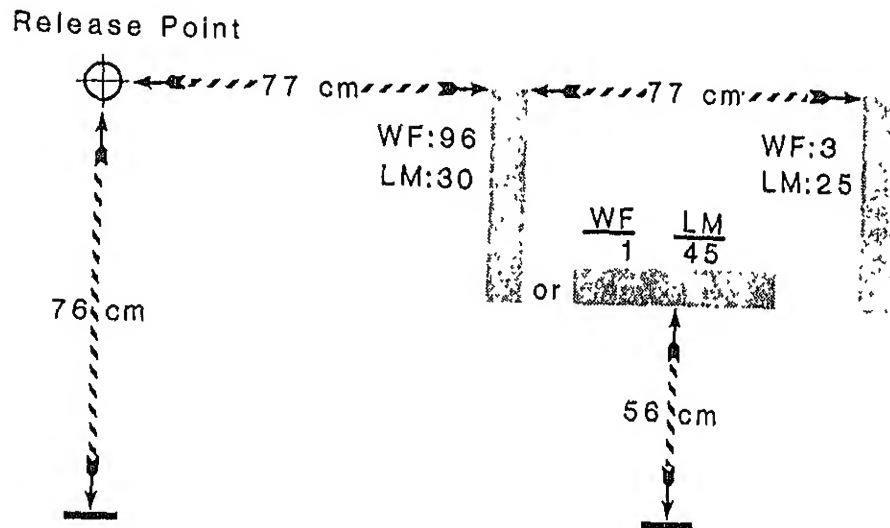 Release Point
77 cm 77 cm
WF:96 WF:3
LM:30 LM:25
WF LM
1 45
or
76 cm
56 cm